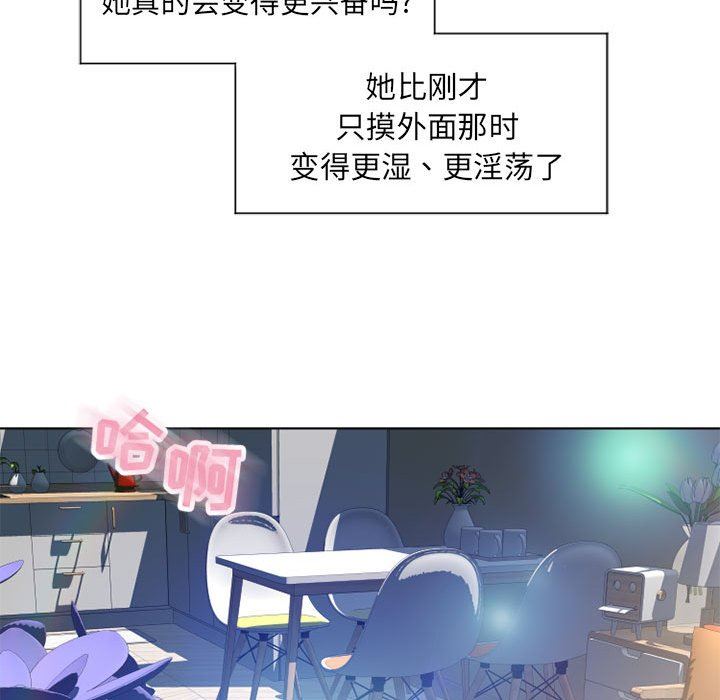 她真的会变得更兴奋吗?
她比刚才
只摸外面那时
变得更湿、更淫荡了
哈啊